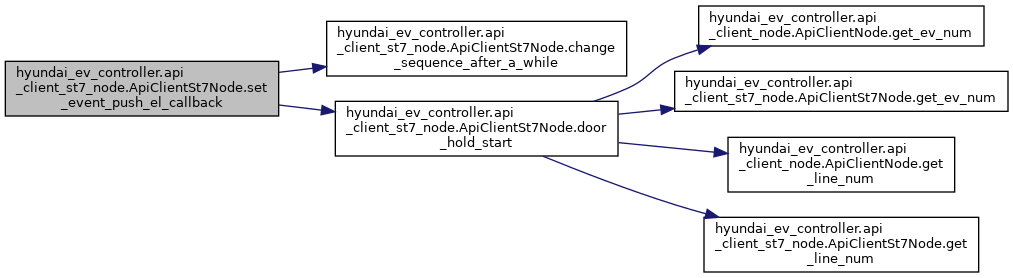 hyundai_ev_controller.api
_client_st7_node.ApiClientSt7Node.set
_event_push_el_callback
hyundai_ev_controller.api
_client_st7_node.ApiClientSt7Node.change
_sequence_after_a_while
hyundai_ev_controller.api
_client_st7_node.ApiClientSt7Node.door
_hold_start
hyundai_ev_controller.api
_client_node.ApiClientNode.get_ev_num
hyundai_ev_controller.api
_client_st7_node.ApiClientSt7Node.get_ev_num
hyundai_ev_controller.api
_client_node.ApiClientNode.get
_line_num
hyundai_ev_controller.api
_client_st7_node.ApiClientSt7Node.get
_line_num